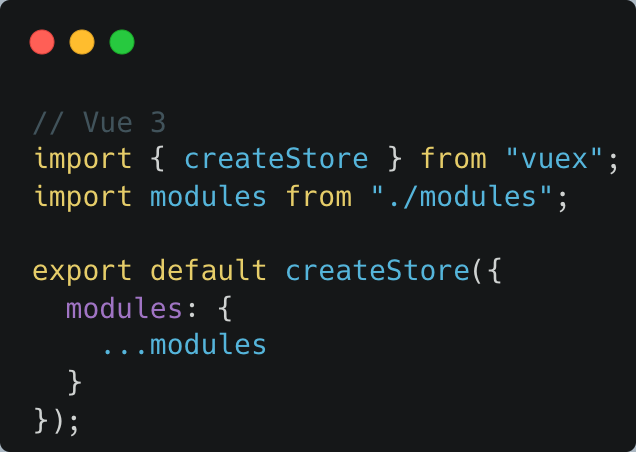 // Vue 3
import { createStore } from "vuex";
import modules from "./modules";
export default createStore({
  modules: {
    ...modules
  }
});